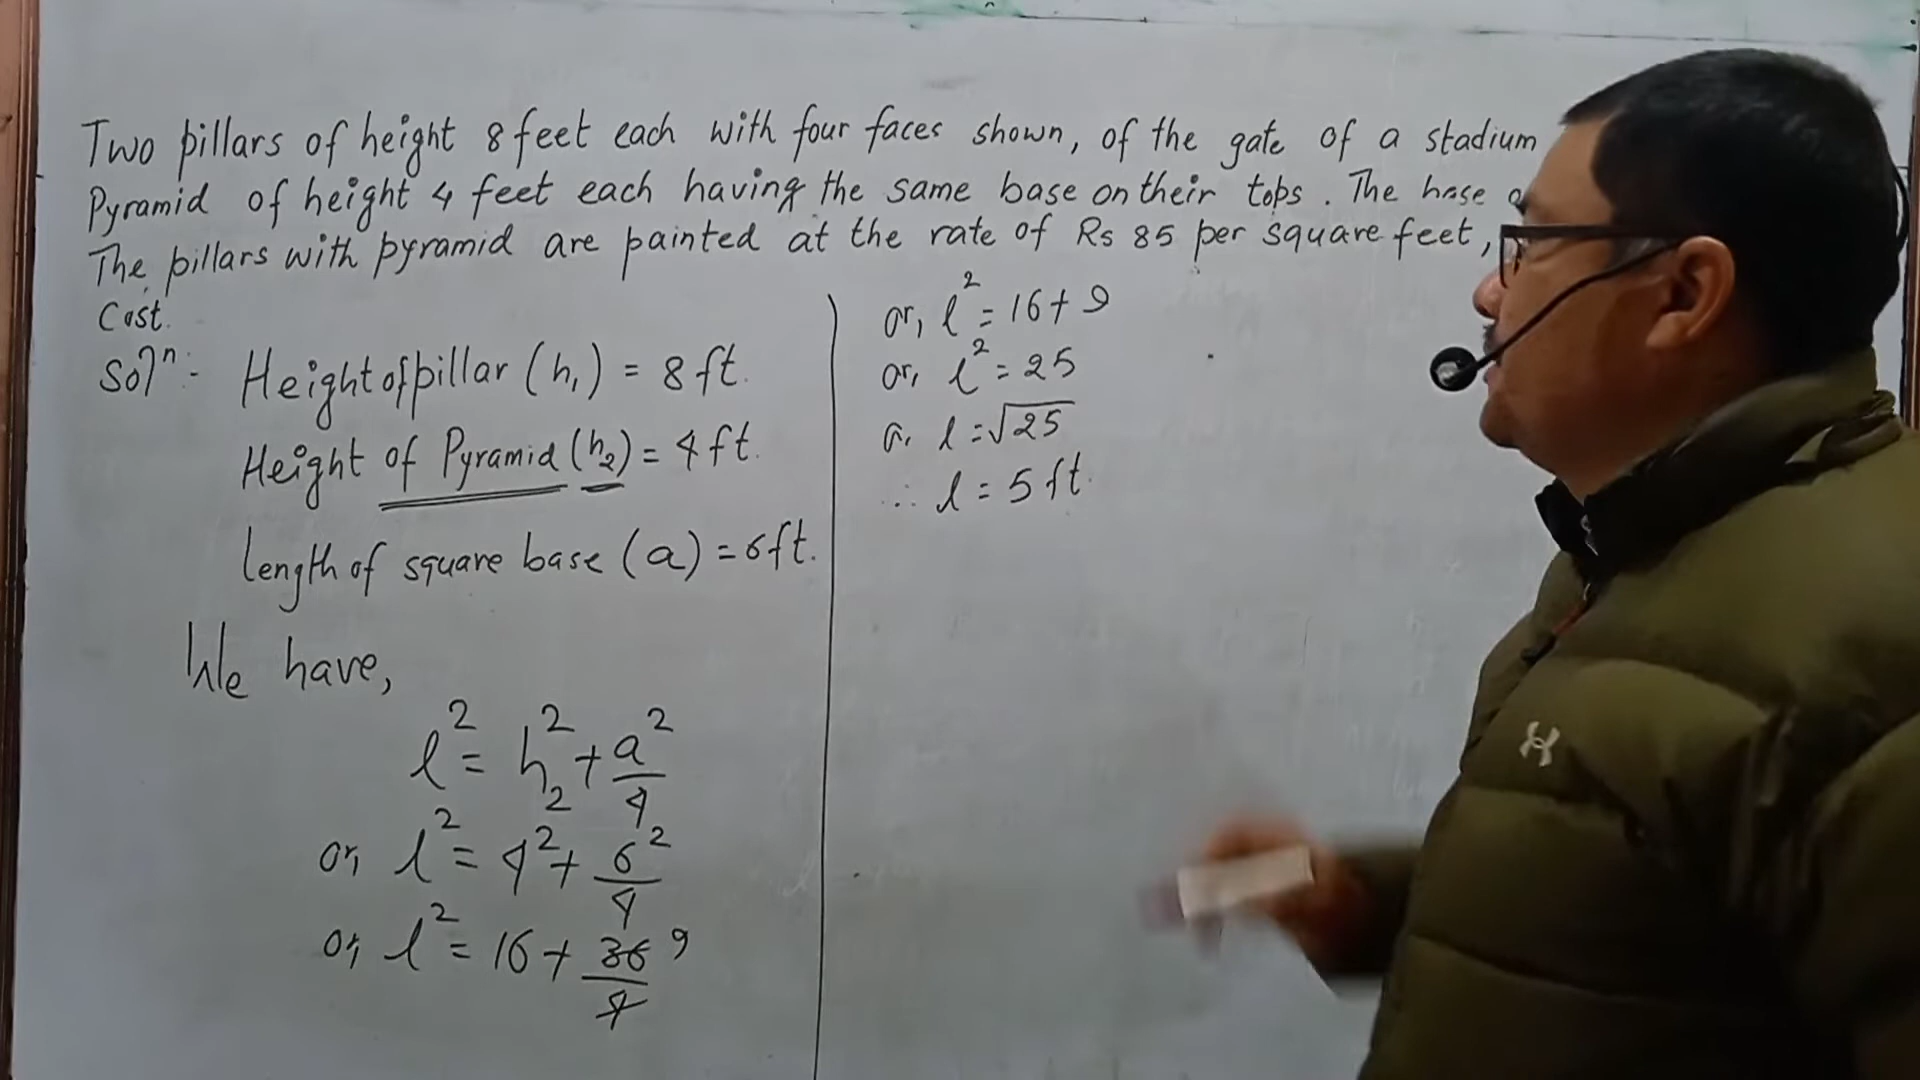 Two pillars of height 8 feet each with four faces shown, of the gate of a stadium
Pyramid of height 4 feet each having the same base on their tops. The base
The pillars with pyramid are painted at the rate of Rs 85 per square feet,
Cost.
Solⁿ:- Height of pillar (h₁) = 8 ft.
Height of Pyramid (h₂) = 4 ft.
Length of square base (a) = 6ft.
We have,
l² = h₂² + a²/4
or, l² = 4² + 6²/4
or, l² = 16 + 36/4 9
or, l² = 16 + 9
or, l² = 25
or, l = √25
∴ l = 5 ft.